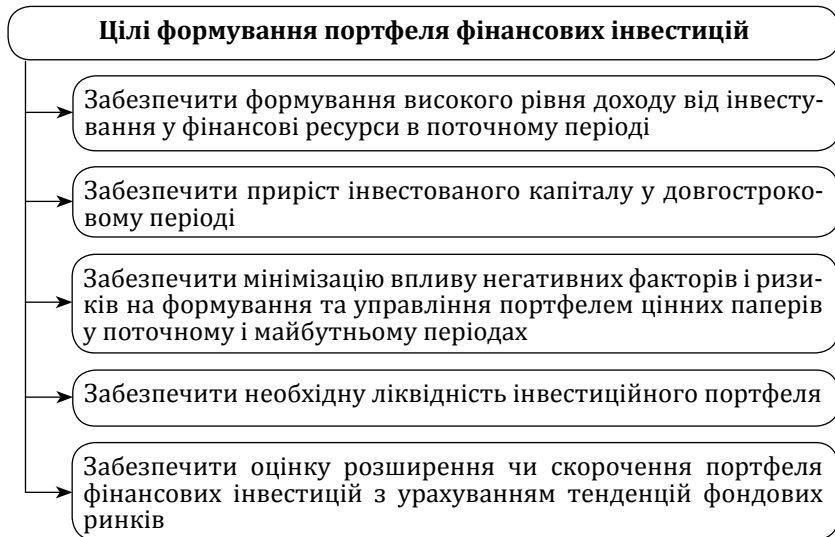 Цілі формування портфеля фінансових інвестицій
Забезпечити формування високого рівня доходу від інвесту-
вання у фінансові ресурси в поточному періоді
Забезпечити приріст інвестованого капіталу у довгостроко-
вому періоді
Забезпечити мінімізацію впливу негативних факторів і ризи-
ків на формування та управління портфелем цінних паперів
у поточному і майбутньому періодах
Забезпечити необхідну ліквідність інвестиційного портфеля
Забезпечити оцінку розширення чи скорочення портфеля
фінансових інвестицій з урахуванням тенденцій фондових
ринків